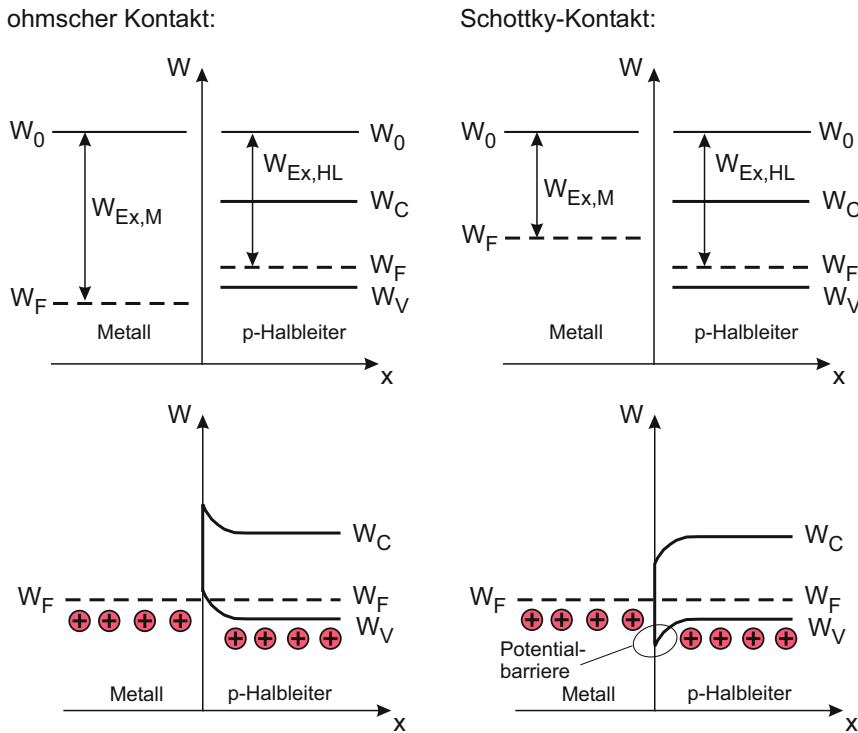 ohmscher Kontakt:
W
W0
WEx,M
WF
Metall
W0
WEx,HL
WC
WF
WV
p-Halbleiter
x
Schottky-Kontakt:
W
W0
WEx,M
WF
Metall
W0
WEx,HL
WC
WF
WV
p-Halbleiter
x
W
WC
WF
WF
WV
+ + + +
+ + + +
Metall
p-Halbleiter
x
W
WC
WF
WF
WV
+ + + +
+ + + +
Potential-
barriere
Metall
p-Halbleiter
x